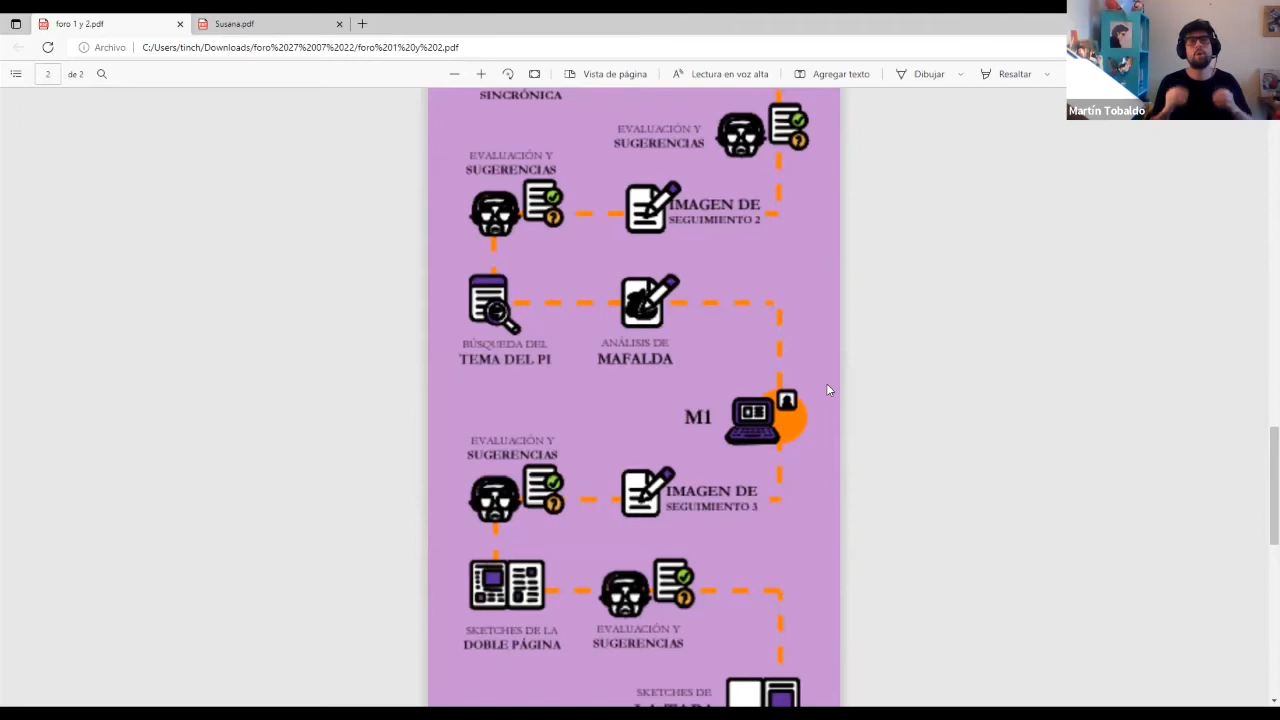 foro 1 y 2.pdf
Susana.pdf
Archivo
C:/Users/tinch/Downloads/foro%2027%2007%2022/foro%201%20y%202.pdf
2
de 2
Vista de página
Lectura en voz alta
Agregar texto
Dibujar
Resaltar
Martín Tobaldo
SINCRÓNICA
EVALUACIÓN Y
SUGERENCIAS
EVALUACIÓN Y
SUGERENCIAS
IMAGEN DE
SEGUIMIENTO 2
BÚSQUEDA DEL
TEMA DEL PI
ANÁLISIS DE
MAFALDA
M1
EVALUACIÓN Y
SUGERENCIAS
IMAGEN DE
SEGUIMIENTO 3
SKETCHES DE LA
DOBLE PÁGINA
EVALUACIÓN Y
SUGERENCIAS
SKETCHES DE
LA TAPA